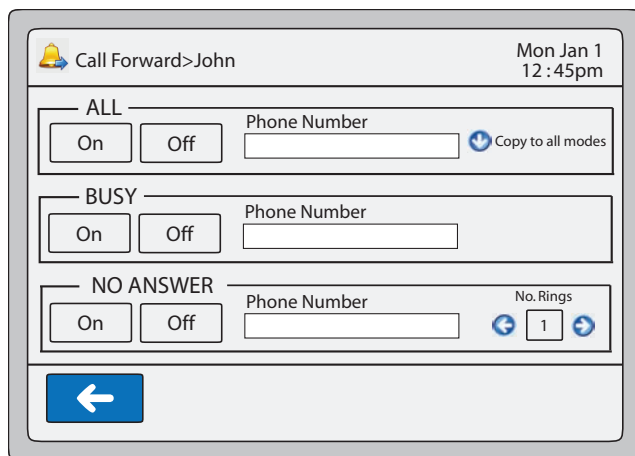 Call Forward>John
Mon Jan 1
12 : 45pm
ALL
On
Off
Phone Number
Copy to all modes
BUSY
On
Off
Phone Number
NO ANSWER
On
Off
Phone Number
No. Rings
1